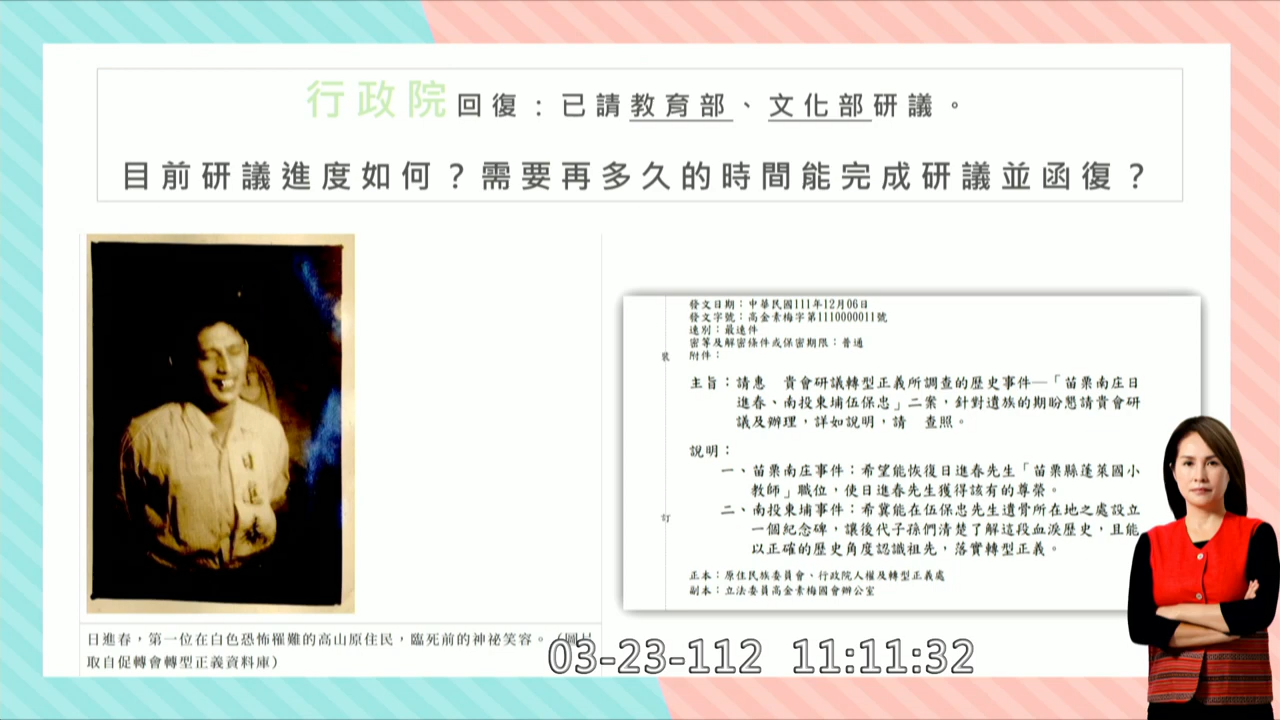 行政院回復：已請教育部、文化部研議。
目前研議進度如何？需要再多久的時間能完成研議並函復？
日進春
日進春，第一位在白色恐怖罹難的高山原住民，臨死前的神祕笑容。（圖片
取自促轉會轉型正義資料庫）
發文日期：中華民國111年12月06日
發文字號：高金素梅字第1110000011號
速別：最速件
密等及解密條件或保密期限：普通
裝
附件：
主旨：請惠　貴會研議轉型正義所調查的歷史事件─「苗栗南庄日
進春、南投東埔伍保忠」二案，針對遺族的期盼懇請貴會研
議及辦理，詳如說明，請　查照。
說明：
一、苗栗南庄事件：希望能恢復日進春先生「苗栗縣蓬萊國小
教師」職位，使日進春先生獲得該有的尊榮。
二、南投東埔事件：希冀能在伍保忠先生遺骨所在地之處設立
訂
一個紀念碑，讓後代子孫們清楚了解這段血淚歷史，且能
以正確的歷史角度認識祖先，落實轉型正義。
正本：原住民族委員會、行政院人權及轉型正義處
副本：立法委員高金素梅國會辦公室
03-23-112 11:11:32